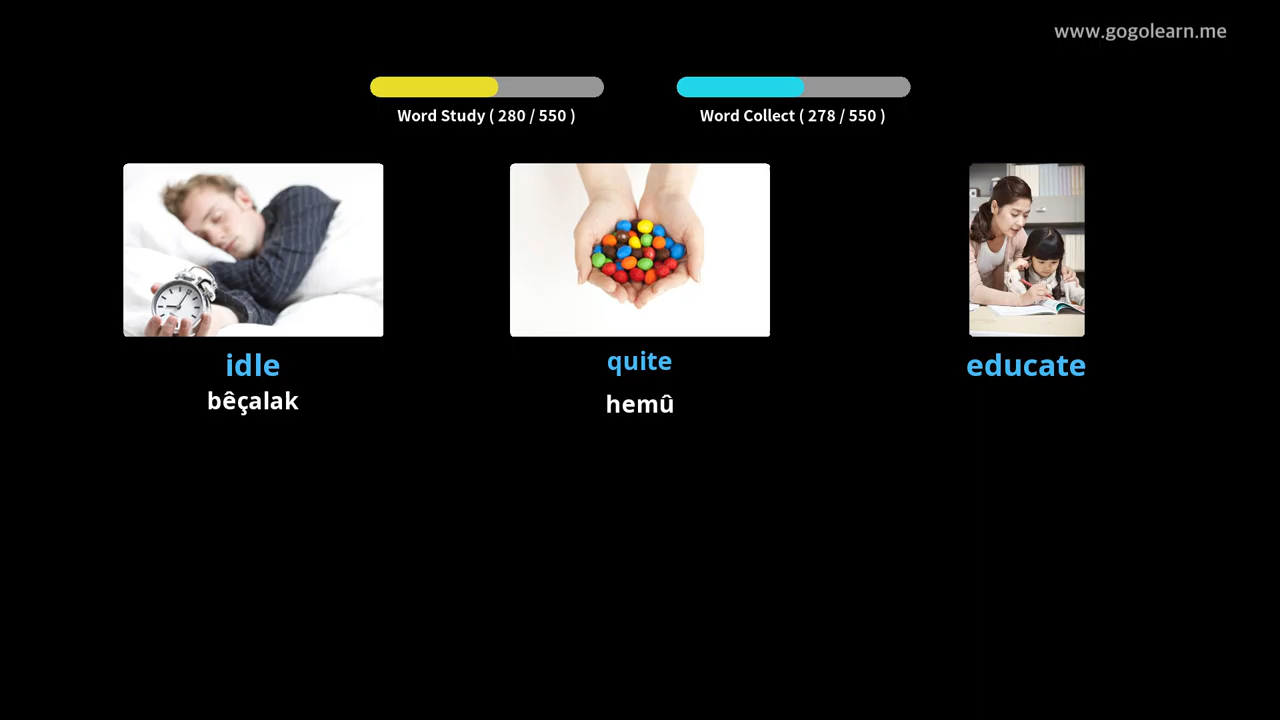 www.gogolearn.me
Word Study ( 280 / 550 )
Word Collect ( 278 / 550 )
idle
bêçalak
quite
hemû
educate